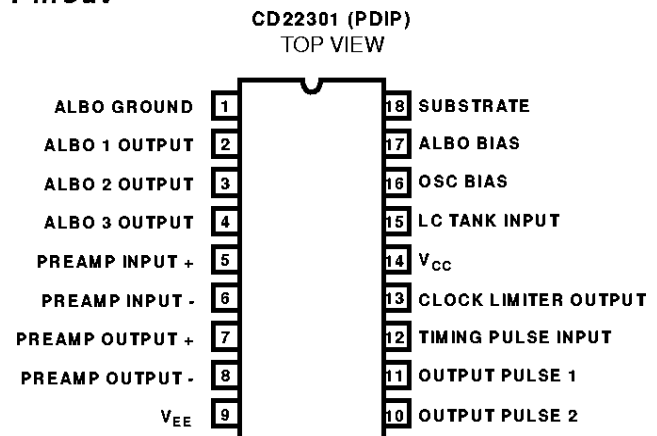 Pinout
CD22301 (PDIP)
TOP VIEW
ALBO GROUND 1
ALBO 1 OUTPUT 2
ALBO 2 OUTPUT 3
ALBO 3 OUTPUT 4
PREAMP INPUT + 5
PREAMP INPUT - 6
PREAMP OUTPUT + 7
PREAMP OUTPUT - 8
VEE 9
18 SUBSTRATE
17 ALBO BIAS
16 OSC BIAS
15 LC TANK INPUT
14 VCC
13 CLOCK LIMITER OUTPUT
12 TIMING PULSE INPUT
11 OUTPUT PULSE 1
10 OUTPUT PULSE 2